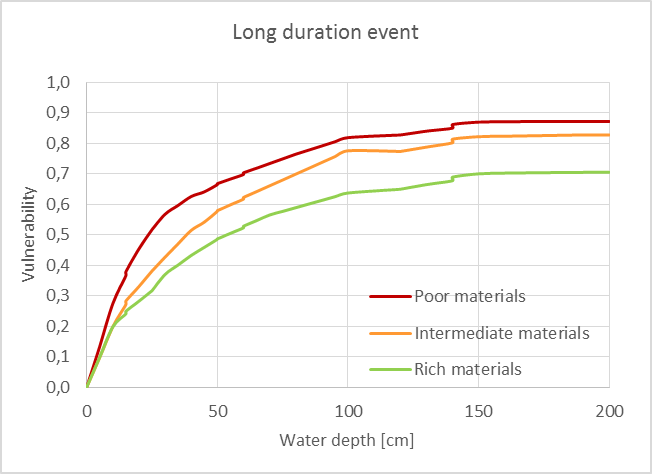 Long duration event
1,0
0,9
0,8
0,7
0,6
0,5
0,4
0,3
0,2
0,1
0,0
Vulnerability
Poor materials
Intermediate materials
Rich materials
0 50 100 150 200
Water depth [cm]